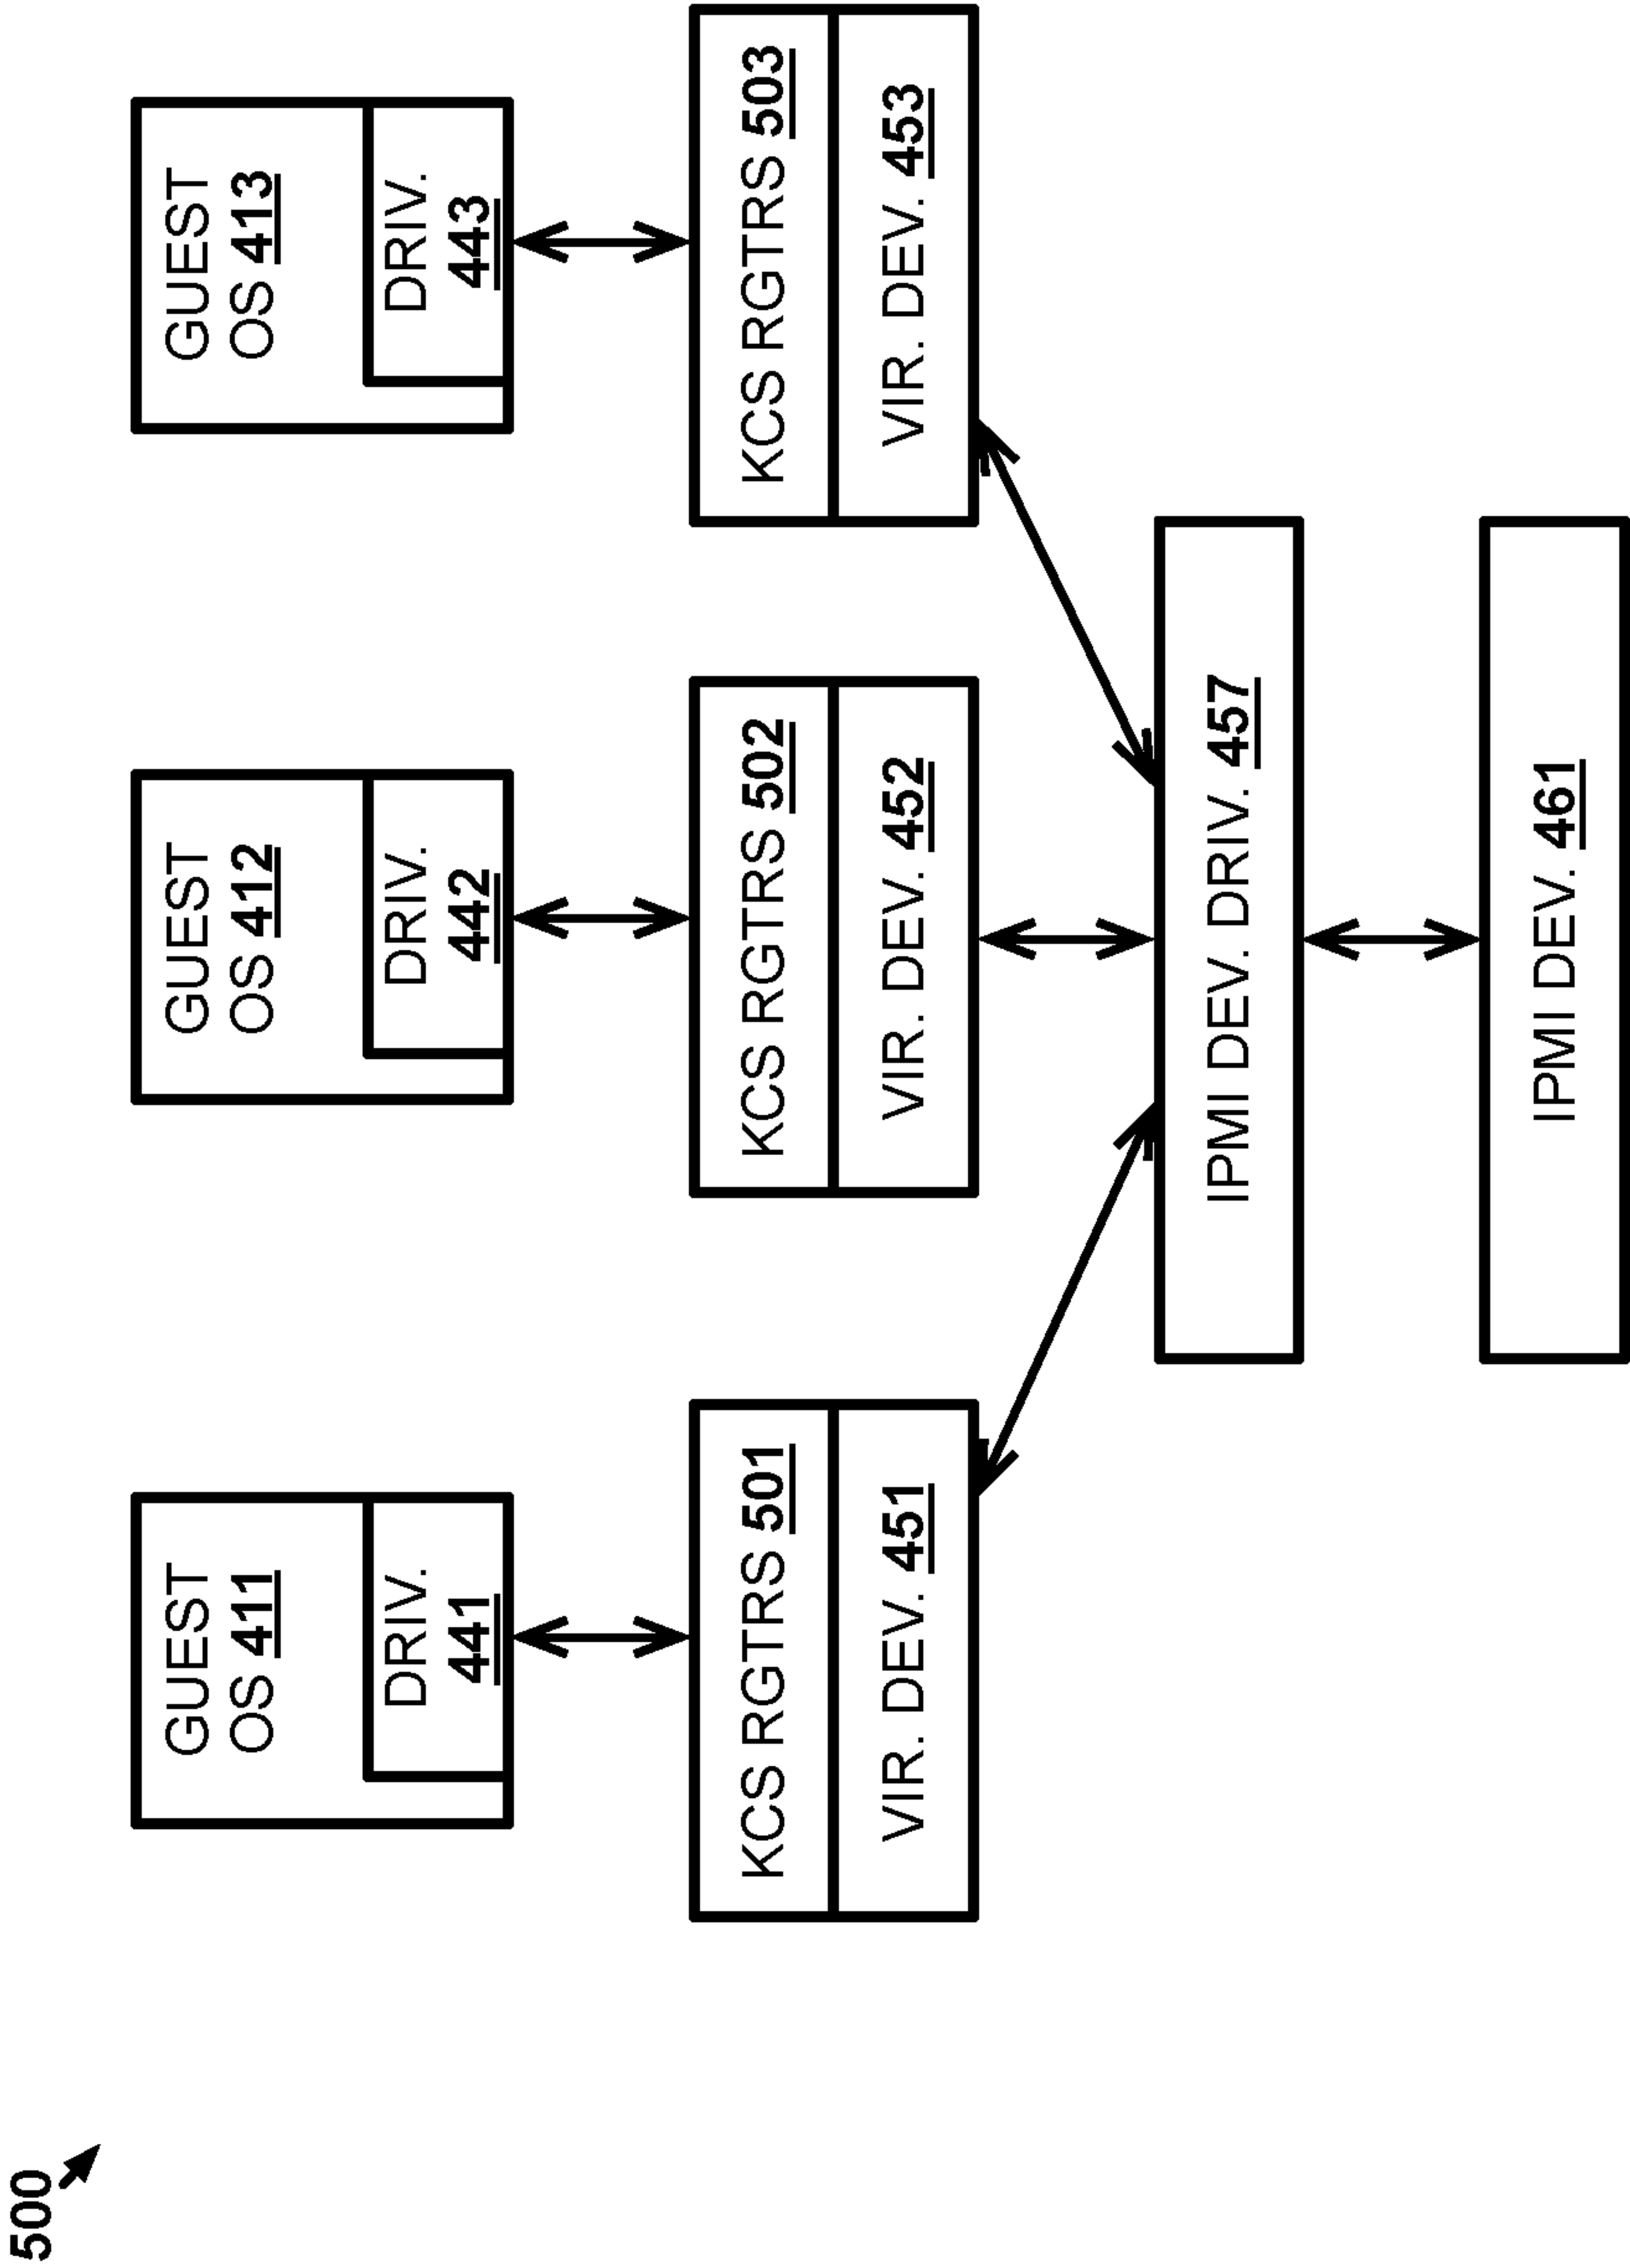 500
GUEST
OS 411
DRIV.
441
GUEST
OS 412
DRIV.
442
GUEST
OS 413
DRIV.
443
KCS RGTRS 501
VIR. DEV. 451
KCS RGTRS 502
VIR. DEV. 452
KCS RGTRS 503
VIR. DEV. 453
IPMI DEV. DRIV. 457
IPMI DEV. 461